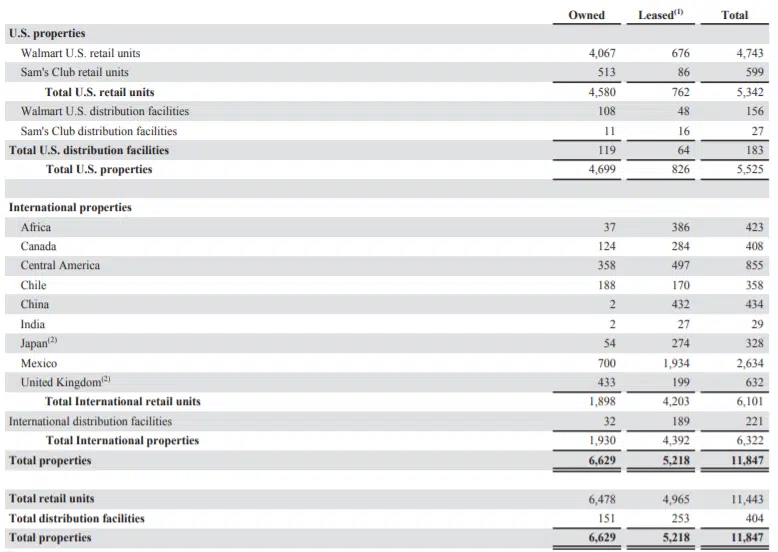 Owned Leased(1) Total
U.S. properties
Walmart U.S. retail units 4,067 676 4,743
Sam's Club retail units 513 86 599
Total U.S. retail units 4,580 762 5,342
Walmart U.S. distribution facilities 108 48 156
Sam's Club distribution facilities 11 16 27
Total U.S. distribution facilities 119 64 183
Total U.S. properties 4,699 826 5,525
International properties
Africa 37 386 423
Canada 124 284 408
Central America 358 497 855
Chile 188 170 358
China 2 432 434
India 2 27 29
Japan(2) 54 274 328
Mexico 700 1,934 2,634
United Kingdom(2) 433 199 632
Total International retail units 1,898 4,203 6,101
International distribution facilities 32 189 221
Total International properties 1,930 4,392 6,322
Total properties 6,629 5,218 11,847
Total retail units 6,478 4,965 11,443
Total distribution facilities 151 253 404
Total properties 6,629 5,218 11,847